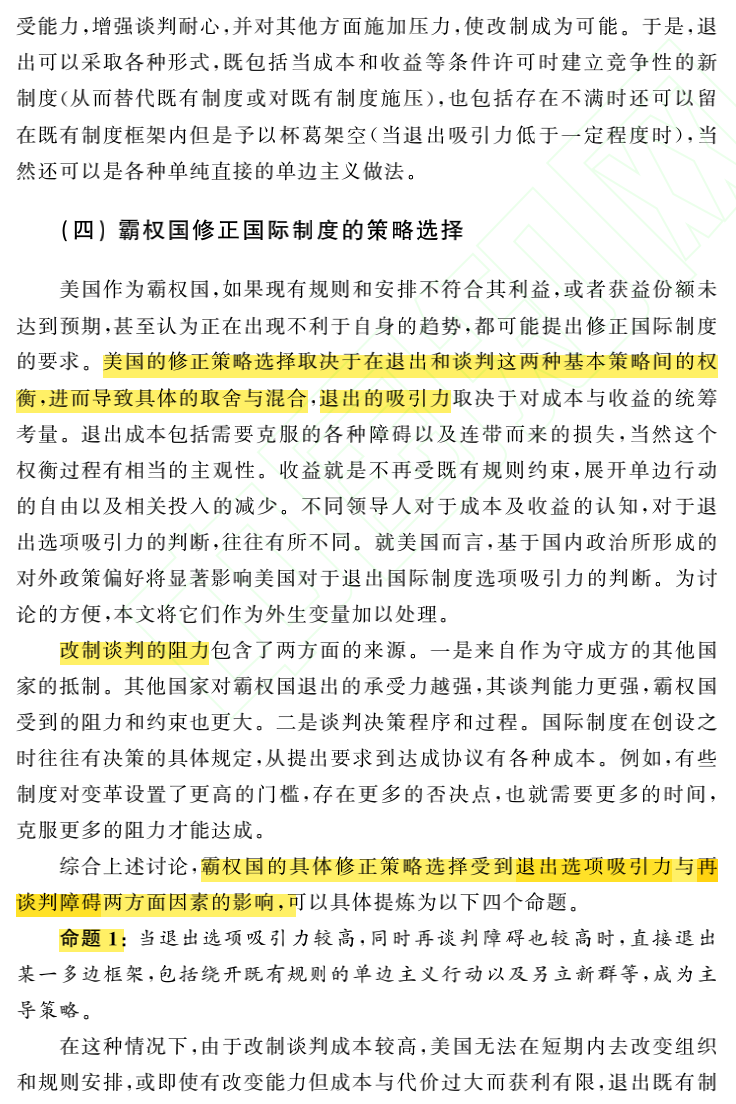 受能力,增强谈判耐心,并对其他方面施加压力,使改制成为可能。于是,退
出可以采取各种形式,既包括当成本和收益等条件许可时建立竞争性的新
制度(从而替代既有制度或对既有制度施压),也包括存在不满时还可以留
在既有制度框架内但是予以杯葛架空(当退出吸引力低于一定程度时),当
然还可以是各种单纯直接的单边主义做法。
(四) 霸权国修正国际制度的策略选择
美国作为霸权国,如果现有规则和安排不符合其利益,或者获益份额未
达到预期,甚至认为正在出现不利于自身的趋势,都可能提出修正国际制度
的要求。美国的修正策略选择取决于在退出和谈判这两种基本策略间的权
衡,进而导致具体的取舍与混合,退出的吸引力取决于对成本与收益的统筹
考量。退出成本包括需要克服的各种障碍以及连带而来的损失,当然这个
权衡过程有相当的主观性。收益就是不再受既有规则约束,展开单边行动
的自由以及相关投入的减少。不同领导人对于成本及收益的认知,对于退
出选项吸引力的判断,往往有所不同。就美国而言,基于国内政治所形成的
对外政策偏好将显著影响美国对于退出国际制度选项吸引力的判断。为讨
论的方便,本文将它们作为外生变量加以处理。
改制谈判的阻力包含了两方面的来源。一是来自作为守成方的其他国
家的抵制。其他国家对霸权国退出的承受力越强,其谈判能力更强,霸权国
受到的阻力和约束也更大。二是谈判决策程序和过程。国际制度在创设之
时往往有决策的具体规定,从提出要求到达成协议有各种成本。例如,有些
制度对变革设置了更高的门槛,存在更多的否决点,也就需要更多的时间,
克服更多的阻力才能达成。
综合上述讨论,霸权国的具体修正策略选择受到退出选项吸引力与再
谈判障碍两方面因素的影响,可以具体提炼为以下四个命题。
命题 1: 当退出选项吸引力较高,同时再谈判障碍也较高时,直接退出
某一多边框架,包括绕开既有规则的单边主义行动以及另立新群等,成为主
导策略。
在这种情况下,由于改制谈判成本较高,美国无法在短期内去改变组织
和规则安排,或即使有改变能力但成本与代价过大而获利有限,退出既有制